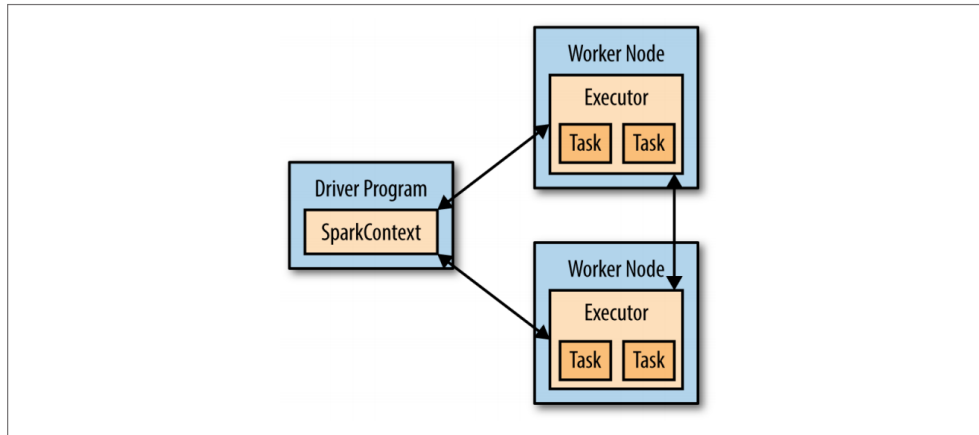 Worker Node
Executor
Task Task
Driver Program
SparkContext
Worker Node
Executor
Task Task